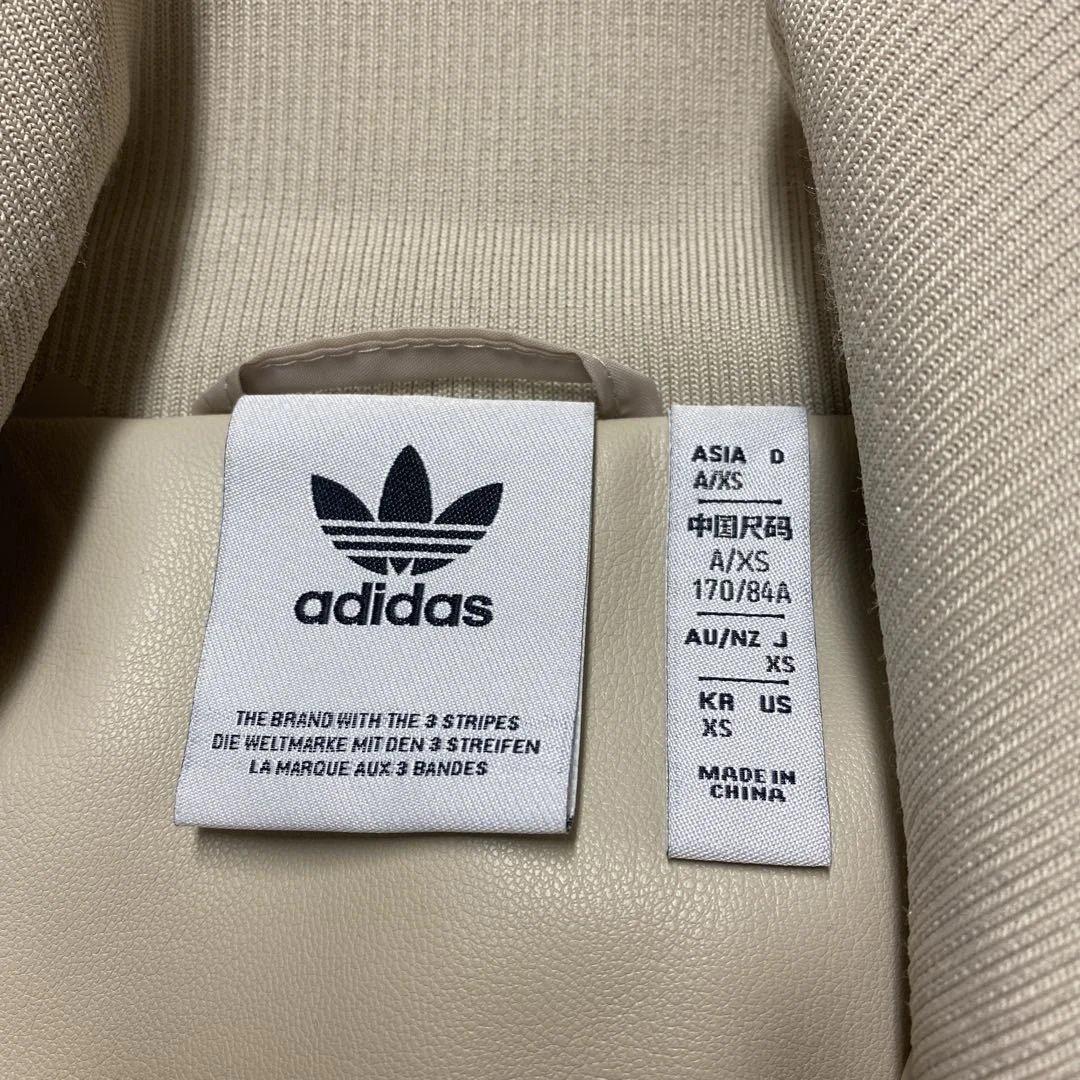 adidas
THE BRAND WITH THE 3 STRIPES
DIE WELTMARKE MIT DEN 3 STREIFEN
LA MARQUE AUX 3 BANDES
ASIA D
A/XS
中国尺码
A/XS
170/84A
AU/NZ J
XS
KR US
XS
MADE IN
CHINA